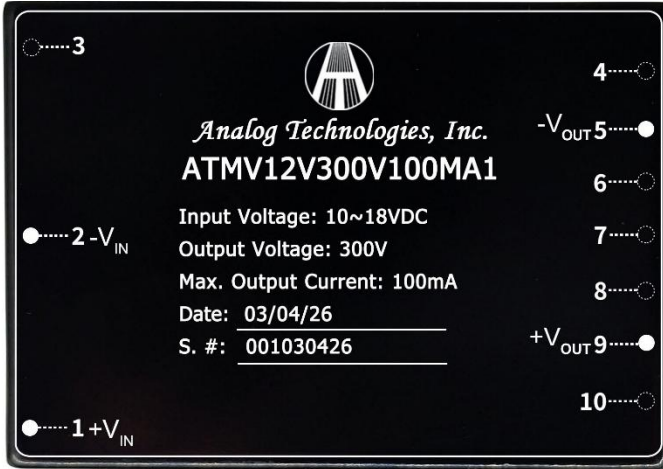 3
4
Analog Technologies, Inc.
-VOUT 5
ATMV12V300V100MA1
6
Input Voltage: 10~18VDC
2 -VIN
7
Output Voltage: 300V
Max. Output Current: 100mA
8
Date: 03/04/26
S. #: 001030426
+VOUT 9
10
1 +VIN